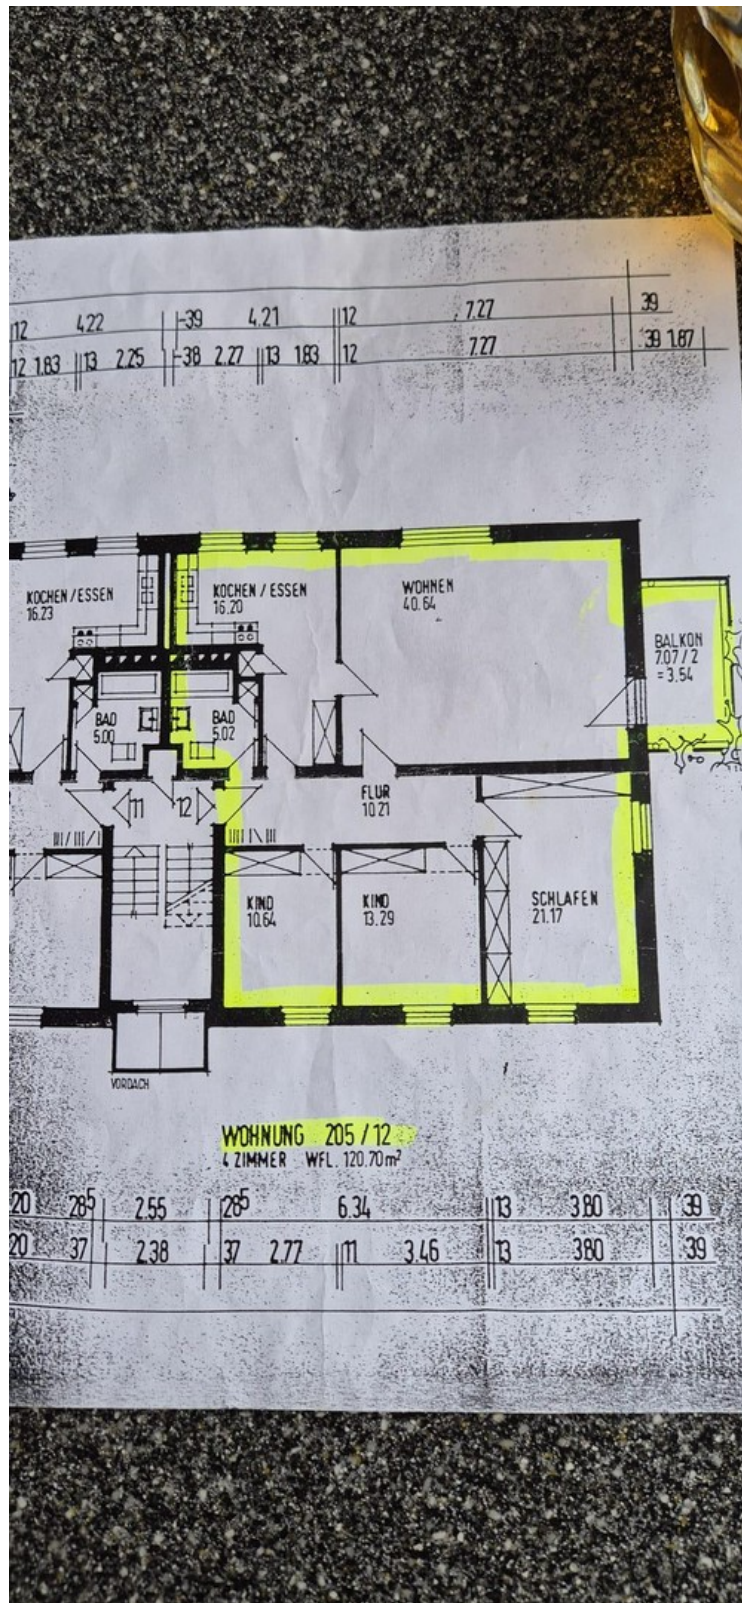 12 4.22 39 4.21 12 7.27 39
12 1.83 13 2.25 38 2.27 13 1.83 12 7.27 39 1.87
KOCHEN / ESSEN
16.23
KOCHEN / ESSEN
16.20
WOHNEN
40.64
BALKON
7.07 / 2
= 3.54
BAD
5.00
BAD
5.02
11 12
FLUR
10.21
KIND
10.64
KIND
13.29
SCHLAFEN
21.17
VORDACH
WOHNUNG 205 / 12
4 ZIMMER WFL. 120.70 m²
20 28⁵ 2.55 28⁵ 6.34 13 3.80 39
20 37 2.38 37 2.77 11 3.46 13 3.80 39